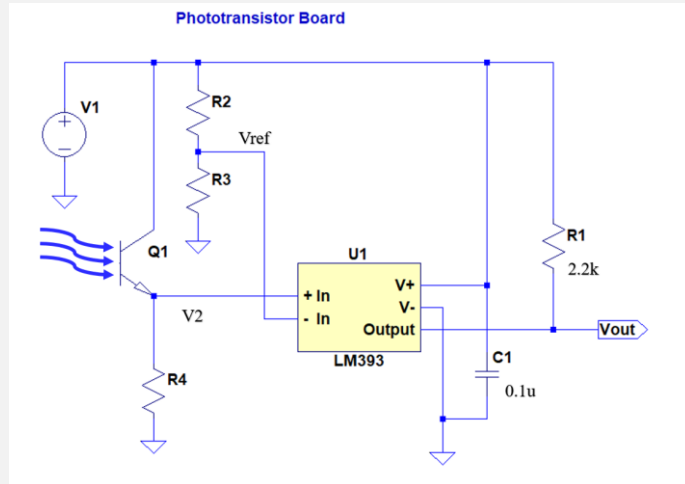 Phototransistor Board
V1
+
−
R2
Vref
R3
Q1
U1
R1
2.2k
+ In
V+
- In
V-
Output
Vout
V2
LM393
C1
0.1u
R4